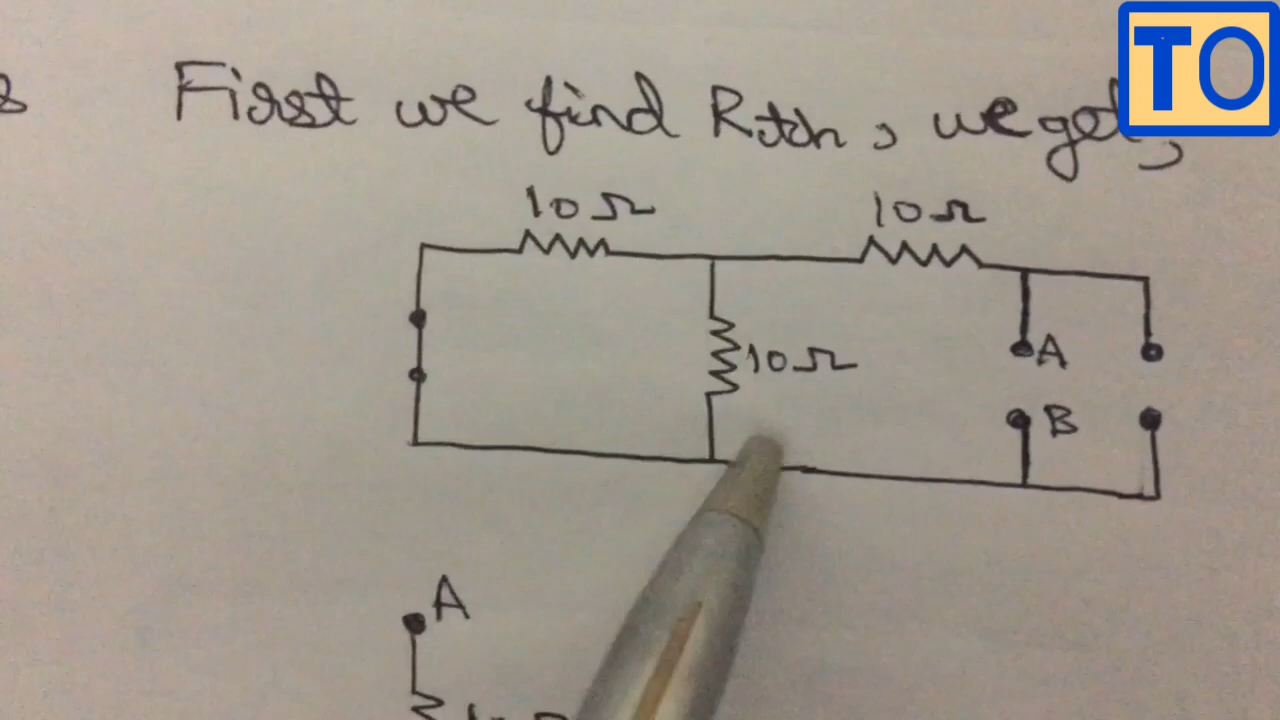 First we find Rth, we get,
TO
10Ω 10Ω
10Ω
A
B
A